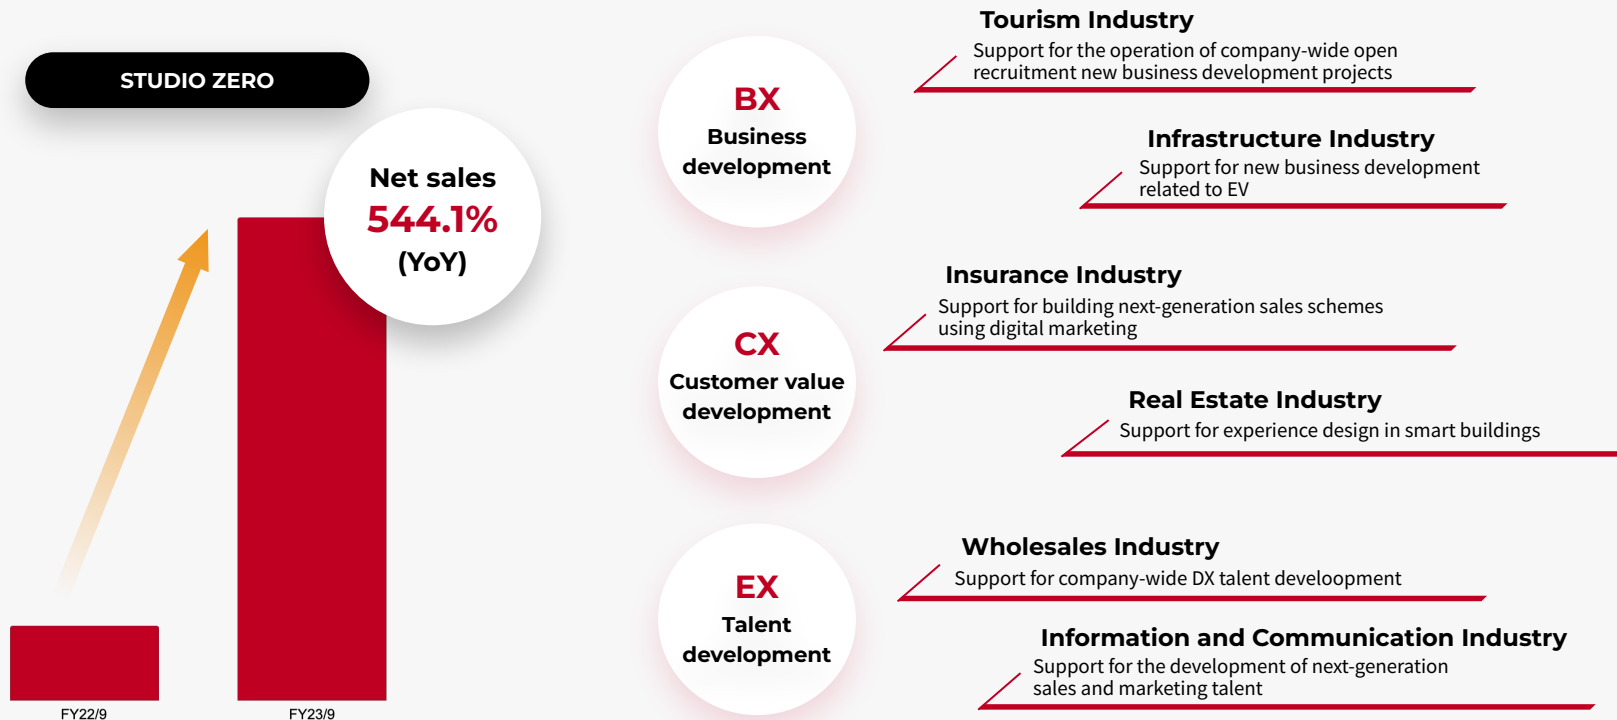 STUDIO ZERO
Net sales
544.1%
(YoY)
FY22/9
FY23/9
BX
Business
development
Tourism Industry
Support for the operation of company-wide open
recruitment new business development projects
Infrastructure Industry
Support for new business development
related to EV
CX
Customer value
development
Insurance Industry
Support for building next-generation sales schemes
using digital marketing
Real Estate Industry
Support for experience design in smart buildings
EX
Talent
development
Wholesales Industry
Support for company-wide DX talent develoopment
Information and Communication Industry
Support for the development of next-generation
sales and marketing talent